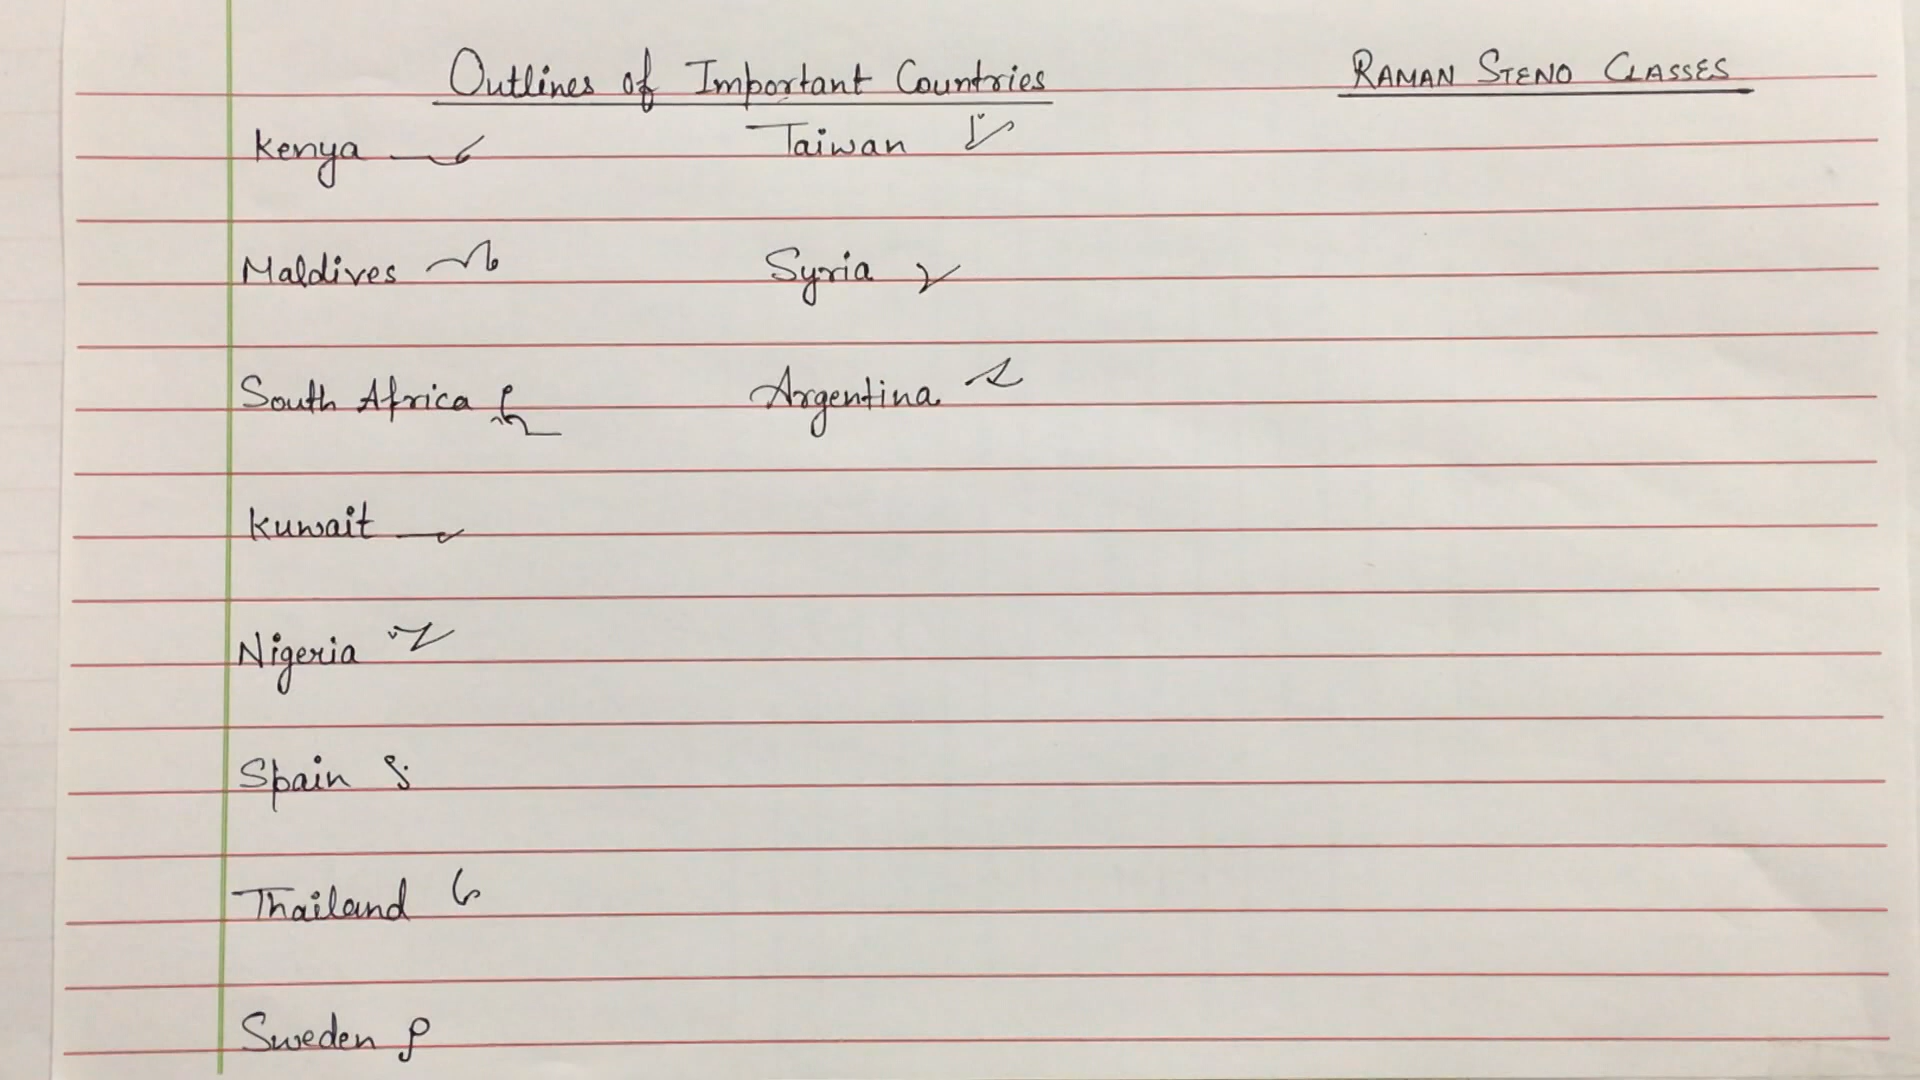 Outlines of Important Countries
RAMAN STENO CLASSES
Kenya
Taiwan
Maldives
Syria
South Africa
Argentina
Kuwait
Nigeria
Spain
Thailand
Sweden